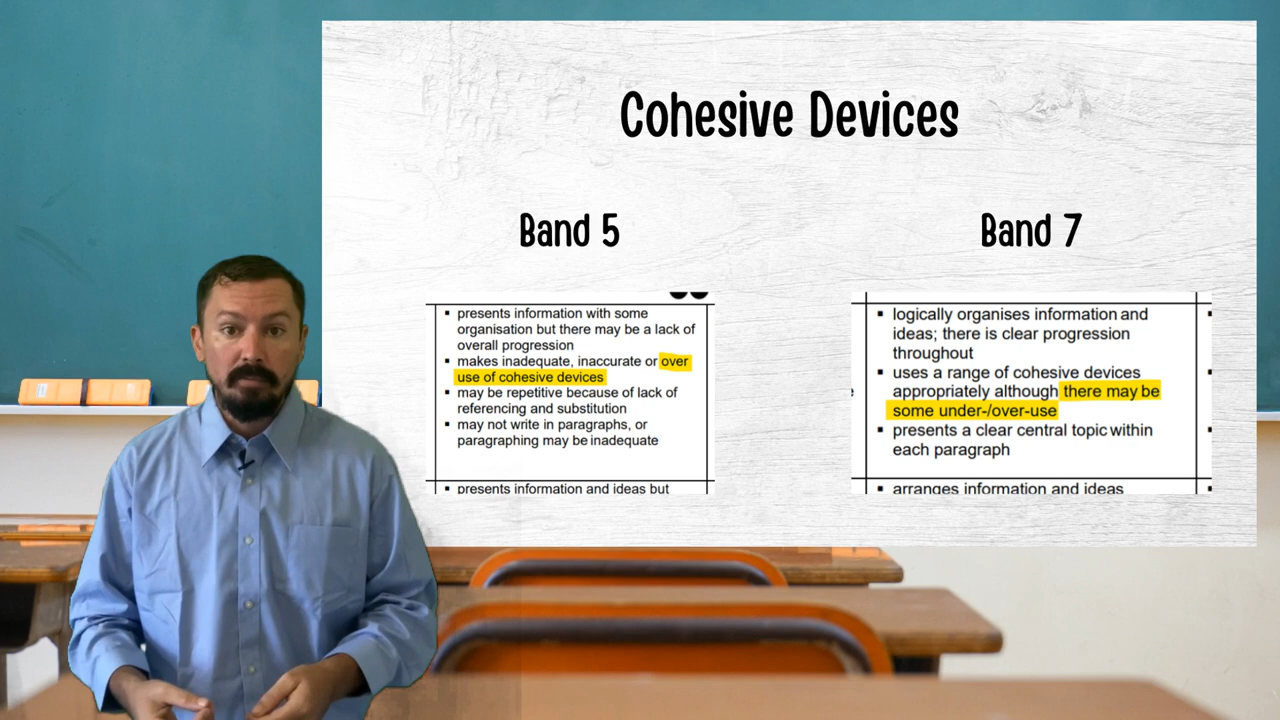 Cohesive Devices
Band 5
▪ presents information with some
organisation but there may be a lack of
overall progression
▪ makes inadequate, inaccurate or over
use of cohesive devices
▪ may be repetitive because of lack of
referencing and substitution
▪ may not write in paragraphs, or
paragraphing may be inadequate
▪ presents information and ideas but
Band 7
▪ logically organises information and
ideas; there is clear progression
throughout
▪ uses a range of cohesive devices
appropriately although there may be
some under-/over-use
▪ presents a clear central topic within
each paragraph
▪ arranges information and ideas